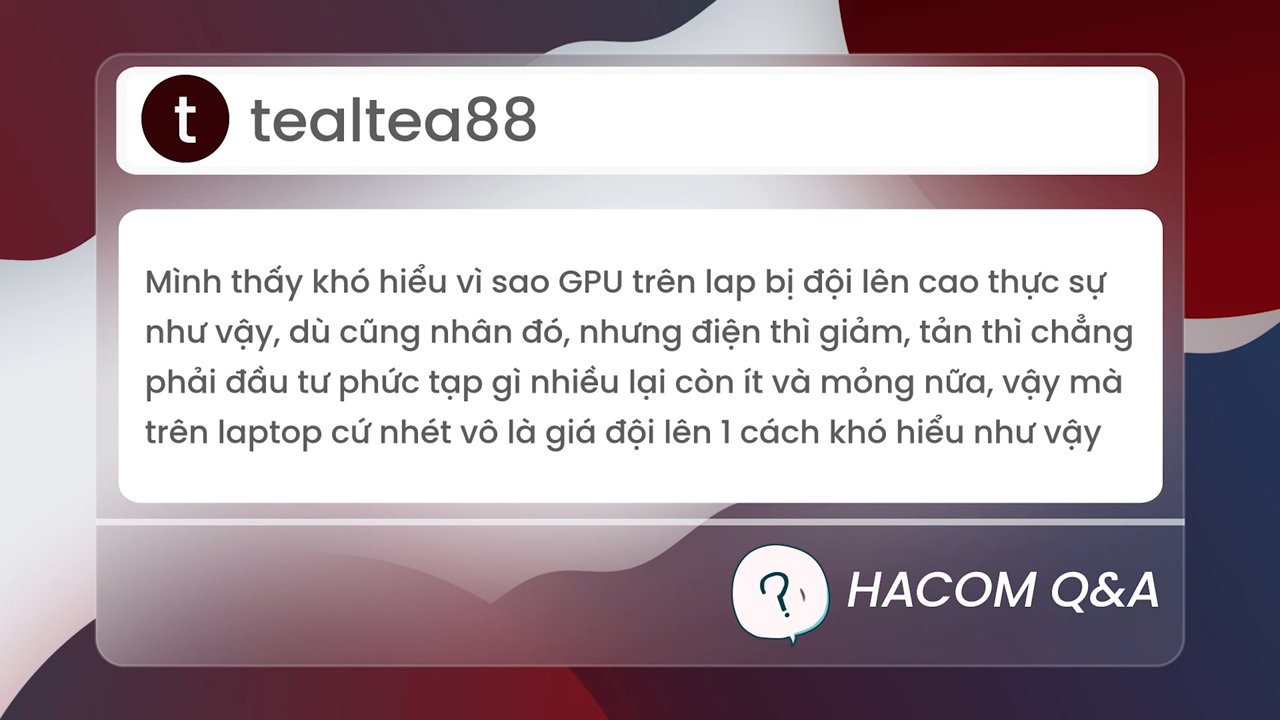 t
tealtea88
Mình thấy khó hiểu vì sao GPU trên lap bị đội lên cao thực sự
như vậy, dù cũng nhân đó, nhưng điện thì giảm, tản thì chẳng
phải đầu tư phức tạp gì nhiều lại còn ít và mỏng nữa, vậy mà
trên laptop cứ nhét vô là giá đội lên 1 cách khó hiểu như vậy
?
HACOM Q&A